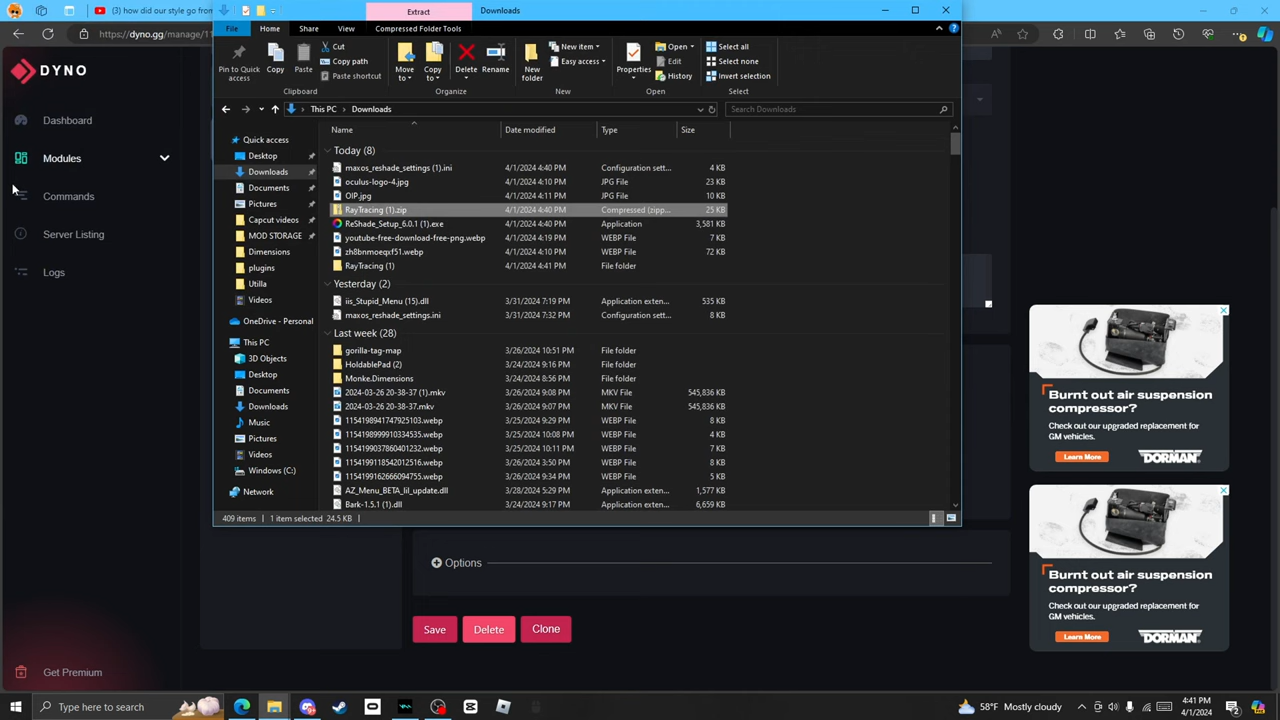 (3) how did our style go from
Extract
Downloads
https://dyno.gg/manage/11
File
Home
Share
View
Compressed Folder Tools
Pin to Quick access
Copy
Paste
Cut
Copy path
Paste shortcut
Clipboard
Move to
Copy to
Delete
Rename
Organize
New folder
New item
Easy access
New
Properties
Open
Edit
History
Open
Select all
Select none
Invert selection
Select
This PC
Downloads
Search Downloads
DYNO
Dashboard
Modules
Commands
Server Listing
Logs
Get Premium
Quick access
Desktop
Downloads
Documents
Pictures
Capcut videos
MOD STORAGE
Dimensions
plugins
Utilla
Videos
OneDrive - Personal
This PC
3D Objects
Desktop
Documents
Downloads
Music
Pictures
Videos
Windows (C:)
Network
Name Date modified Type Size
Today (8)
maxos_reshade_settings (1).ini 4/1/2024 4:40 PM Configuration sett... 4 KB
oculus-logo-4.jpg 4/1/2024 4:40 PM JPG File 23 KB
OIP.jpg 4/1/2024 4:11 PM JPG File 39 KB
RayTracing (1).zip 4/1/2024 4:40 PM Compressed (zipp... 25 KB
ReShade_Setup_6.0.1 (1).exe 4/1/2024 4:40 PM Application 3,581 KB
youtube-free-download-free-png.webp 4/1/2024 4:19 PM WEBP File 7 KB
zh8bnmoeqxf51.webp 4/1/2024 4:40 PM WEBP File 72 KB
RayTracing (1) 4/1/2024 4:41 PM File folder
Yesterday (2)
iis_Stupid_Menu (15).dll 3/31/2024 7:19 PM Application exten... 535 KB
maxos_reshade_settings.ini 3/31/2024 7:32 PM Configuration sett... 8 KB
Last week (28)
gorilla-tag-map 3/26/2024 10:51 PM File folder
HoldablePad (2) 3/24/2024 9:16 PM File folder
Monke.Dimensions 3/24/2024 8:56 PM File folder
2024-03-26 20-38-37 (1).mkv 3/26/2024 9:08 PM MKV File 545,836 KB
2024-03-26 20-38-37.mkv 3/26/2024 9:07 PM MKV File 545,836 KB
1154198941747925103.webp 3/25/2024 9:29 PM WEBP File 8 KB
1154198999010334535.webp 3/25/2024 10:08 PM WEBP File 4 KB
1154199037860401232.webp 3/25/2024 10:11 PM WEBP File 7 KB
1154199118542012516.webp 3/26/2024 3:50 PM WEBP File 8 KB
1154199162666094755.webp 3/26/2024 9:34 PM WEBP File 5 KB
AZ_Menu_BETA_lil_update.dll 3/28/2024 5:29 PM Application exten... 1,577 KB
Bark-1.5.1 (1).dll 3/24/2024 9:17 PM Application exten... 6,659 KB
409 items 1 item selected 24.5 KB
Options
Save
Delete
Clone
Burnt out air suspension
compressor?
Check out our upgraded replacement for
GM vehicles.
Learn More
DORMAN
Burnt out air suspension
compressor?
Check out our upgraded replacement for
GM vehicles.
Learn More
DORMAN
Type here to search
58°F Mostly cloudy
4:41 PM
4/1/2024